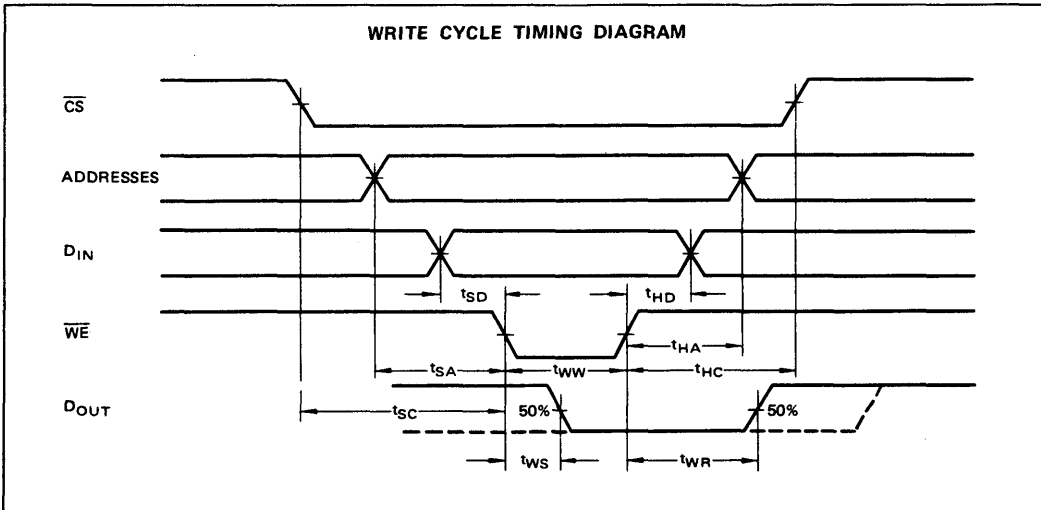 WRITE CYCLE TIMING DIAGRAM
CS
ADDRESSES
DIN
tSD
tHD
WE
tHA
tSA
tWW
tHC
DOUT
tSC
50%
50%
tWS
tWR